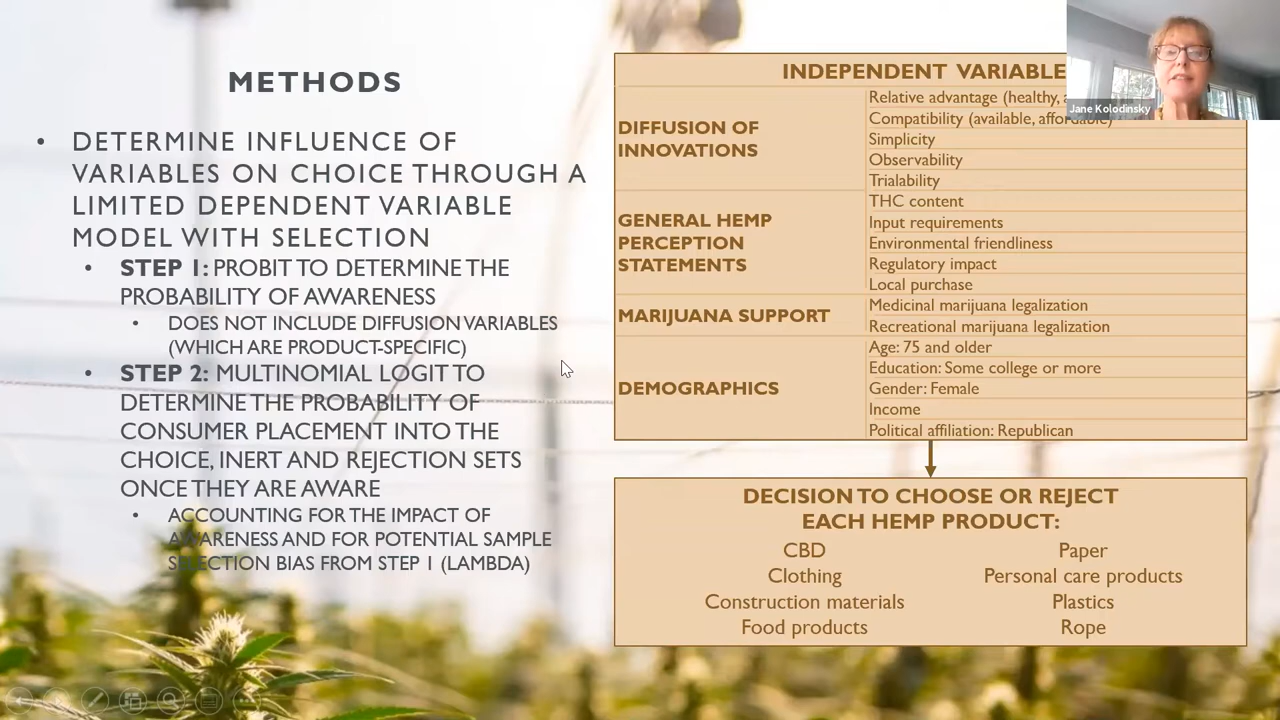 METHODS
• DETERMINE INFLUENCE OF
VARIABLES ON CHOICE THROUGH A
LIMITED DEPENDENT VARIABLE
MODEL WITH SELECTION
• STEP 1: PROBIT TO DETERMINE THE
PROBABILITY OF AWARENESS
• DOES NOT INCLUDE DIFFUSION VARIABLES
(WHICH ARE PRODUCT-SPECIFIC)
• STEP 2: MULTINOMIAL LOGIT TO
DETERMINE THE PROBABILITY OF
CONSUMER PLACEMENT INTO THE
CHOICE, INERT AND REJECTION SETS
ONCE THEY ARE AWARE
• ACCOUNTING FOR THE IMPACT OF
AWARENESS AND FOR POTENTIAL SAMPLE
SELECTION BIAS FROM STEP 1 (LAMBDA)
INDEPENDENT VARIABLE
DIFFUSION OF
INNOVATIONS
Relative advantage (healthy,
Compatibility (available, affordable)
Simplicity
Observability
Trialability
GENERAL HEMP
PERCEPTION
STATEMENTS
THC content
Input requirements
Environmental friendliness
Regulatory impact
Local purchase
MARIJUANA SUPPORT
Medicinal marijuana legalization
Recreational marijuana legalization
DEMOGRAPHICS
Age: 75 and older
Education: Some college or more
Gender: Female
Income
Political affiliation: Republican
DECISION TO CHOOSE OR REJECT
EACH HEMP PRODUCT:
CBD
Clothing
Construction materials
Food products
Paper
Personal care products
Plastics
Rope
Jane Kolodinsky